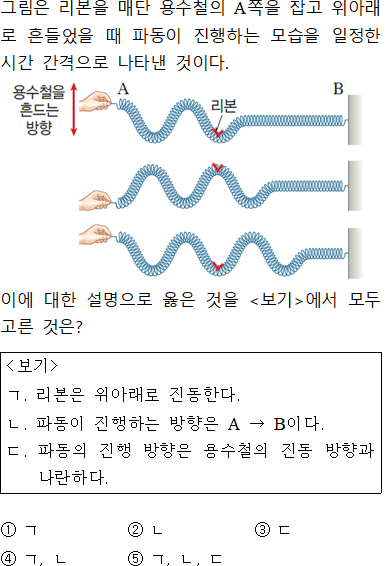 그림은 리본을 매단 용수철의 A쪽을 잡고 위아래
로 흔들었을 때 파동이 진행하는 모습을 일정한
시간 간격으로 나타낸 것이다.
용수철을
흔드는
방향
A
리본
B
이에 대한 설명으로 옳은 것을 <보기>에서 모두
고른 것은?
<보기>
ㄱ. 리본은 위아래로 진동한다.
ㄴ. 파동이 진행하는 방향은 A → B이다.
ㄷ. 파동의 진행 방향은 용수철의 진동 방향과
나란하다.
① ㄱ ② ㄴ ③ ㄷ
④ ㄱ, ㄴ ⑤ ㄱ, ㄴ, ㄷ